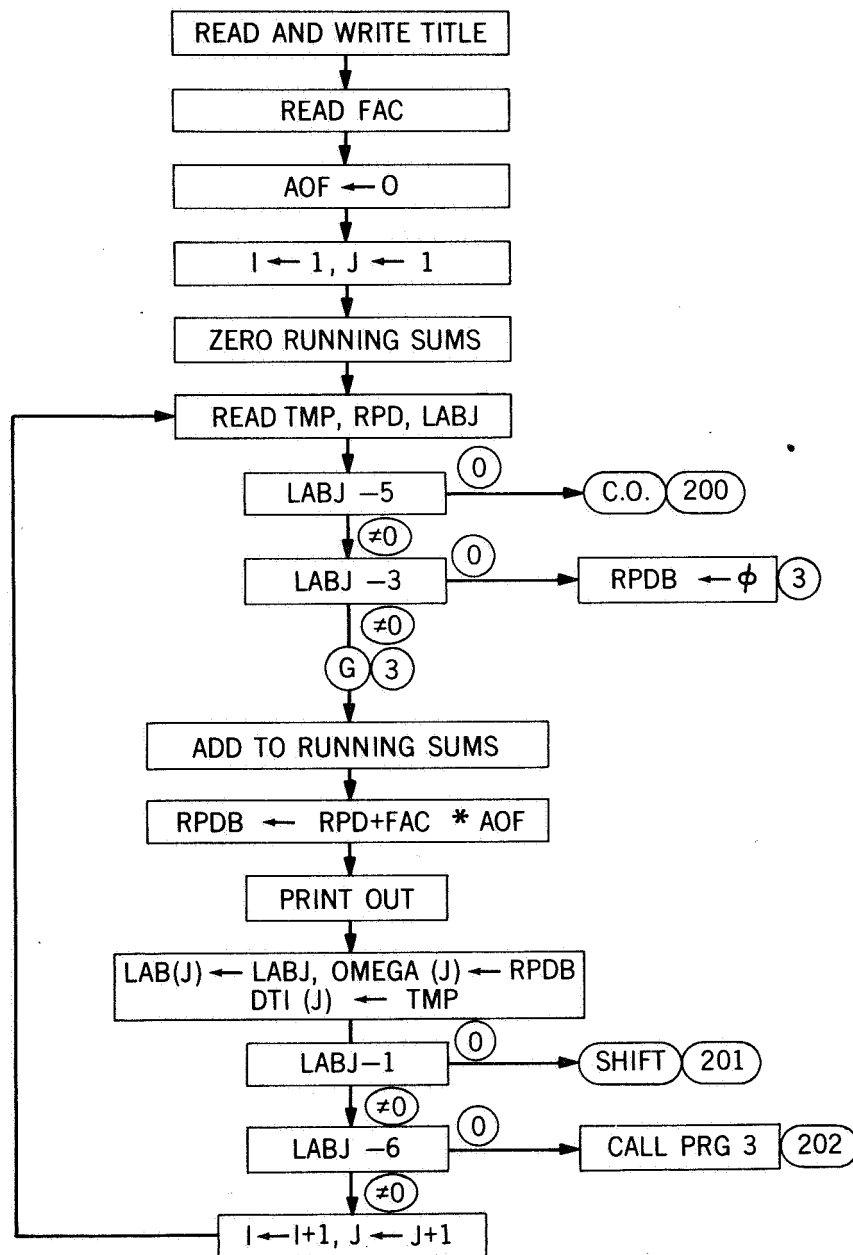 READ AND WRITE TITLE
READ FAC
AOF ← 0
I ← 1, J ← 1
ZERO RUNNING SUMS
READ TMP, RPD, LABJ
0
LABJ −5
C.O. 200
≠0
0
LABJ −3
RPDB ← ϕ 3
≠0
G 3
ADD TO RUNNING SUMS
RPDB ← RPD+FAC * AOF
PRINT OUT
LAB(J) ← LABJ, OMEGA (J) ← RPDB
DTI (J) ← TMP
0
LABJ−1
SHIFT 201
≠0
0
LABJ −6
CALL PRG 3 202
≠0
I ← I+1, J ← J+1